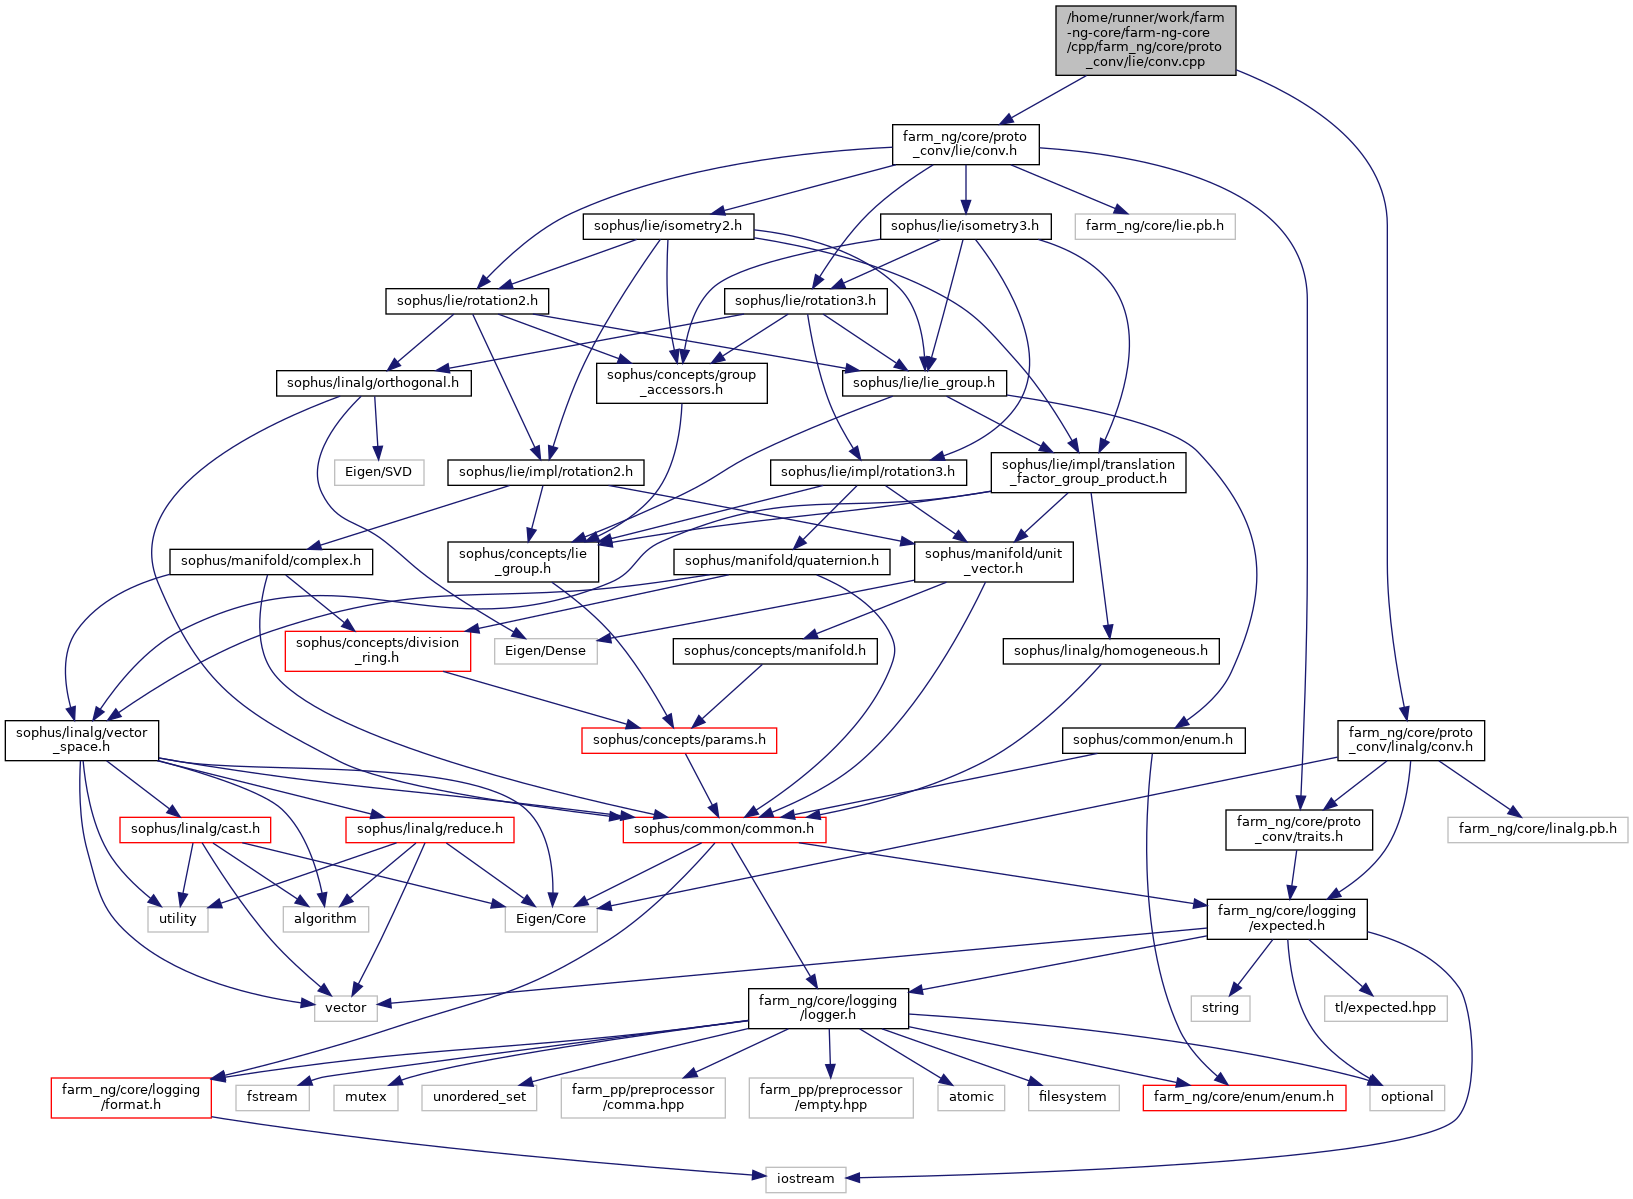 /home/runner/work/farm
-ng-core/farm-ng-core
/cpp/farm_ng/core/proto
_conv/lie/conv.cpp
farm_ng/core/proto
_conv/lie/conv.h
sophus/lie/isometry2.h
sophus/lie/isometry3.h
farm_ng/core/lie.pb.h
sophus/lie/rotation2.h
sophus/lie/rotation3.h
sophus/linalg/orthogonal.h
sophus/concepts/group
_accessors.h
sophus/lie/lie_group.h
Eigen/SVD
sophus/lie/impl/rotation2.h
sophus/lie/impl/rotation3.h
sophus/lie/impl/translation
_factor_group_product.h
sophus/manifold/complex.h
sophus/concepts/lie
_group.h
sophus/manifold/quaternion.h
sophus/manifold/unit
_vector.h
sophus/concepts/division
_ring.h
Eigen/Dense
sophus/concepts/manifold.h
sophus/linalg/homogeneous.h
sophus/linalg/vector
_space.h
sophus/concepts/params.h
sophus/common/enum.h
farm_ng/core/proto
_conv/linalg/conv.h
sophus/linalg/cast.h
sophus/linalg/reduce.h
sophus/common/common.h
farm_ng/core/proto
_conv/traits.h
farm_ng/core/linalg.pb.h
utility
algorithm
Eigen/Core
farm_ng/core/logging
/expected.h
vector
farm_ng/core/logging
/logger.h
string
tl/expected.hpp
farm_ng/core/logging
/format.h
fstream
mutex
unordered_set
farm_pp/preprocessor
/comma.hpp
farm_pp/preprocessor
/empty.hpp
atomic
filesystem
farm_ng/core/enum/enum.h
optional
iostream